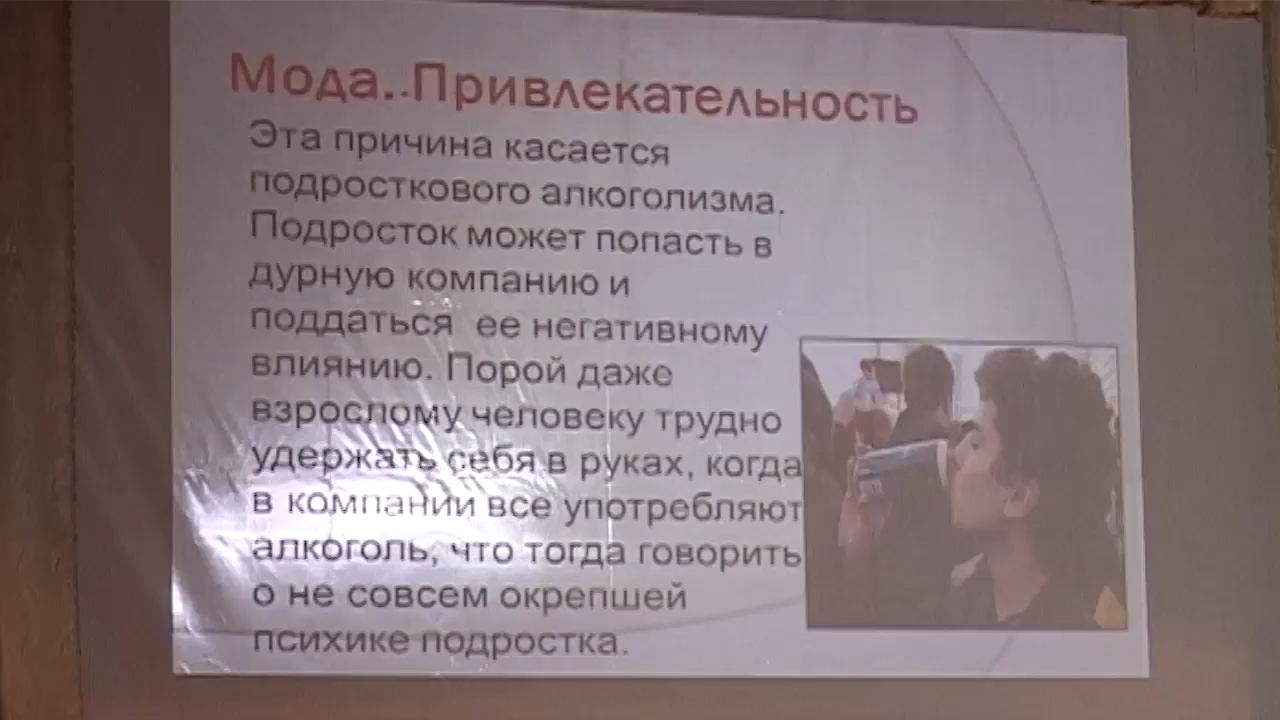 Мода..Привлекательность
Эта причина касается
подросткового алкоголизма.
Подросток может попасть в
дурную компанию и
поддаться ее негативному
влиянию. Порой даже
взрослому человеку трудно
удержать себя в руках, когда
в компании все употребляют
алкоголь, что тогда говорить
о не совсем окрепшей
психике подростка.